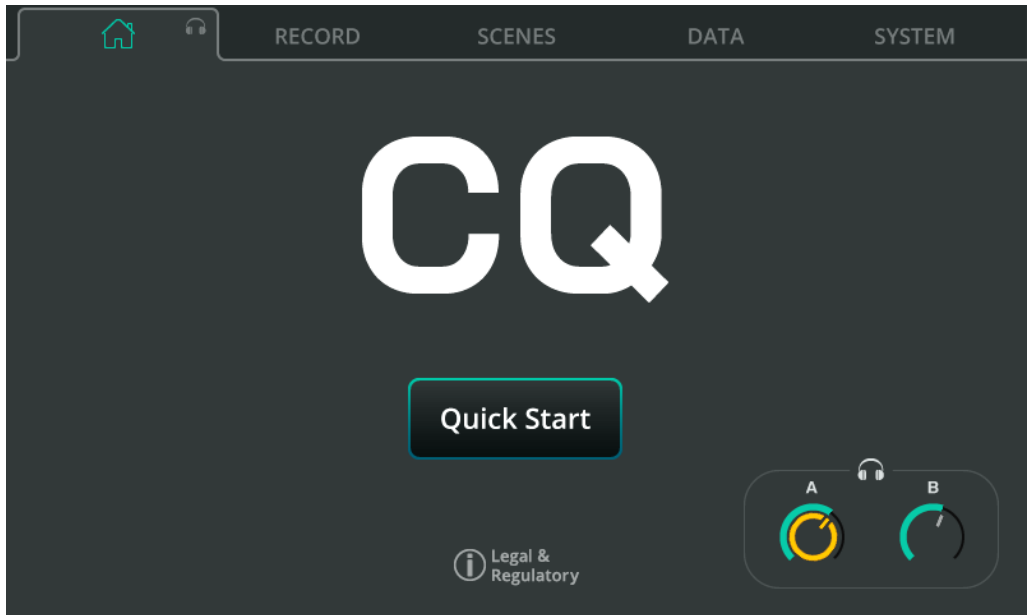 RECORD
SCENES
DATA
SYSTEM
CQ
Quick Start
A
B
Legal &
Regulatory